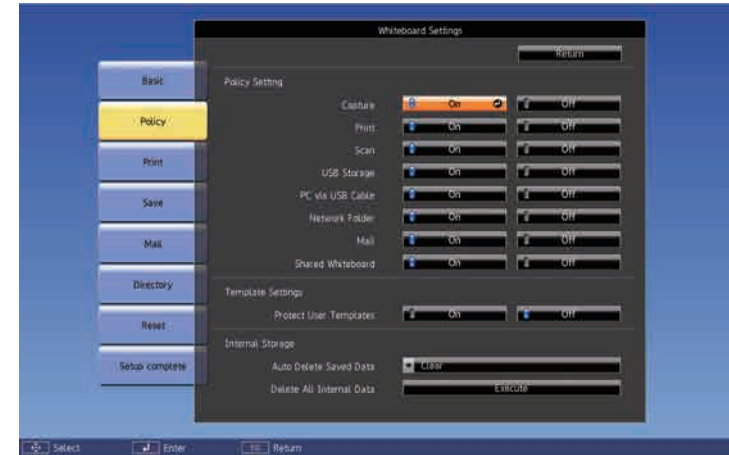 Whiteboard Settings
Return
Basic
Policy
Print
Save
Mail
Directory
Reset
Setup complete
Policy Setting
Capture On Off
Print On Off
Scan On Off
USB Storage On Off
PC via USB Cable On Off
Network Folder On Off
Mail On Off
Shared Whiteboard On Off
Template Settings
Protect User Templates On Off
Internal Storage
Auto Delete Saved Data Clear
Delete All Internal Data Execute
Select Enter Return